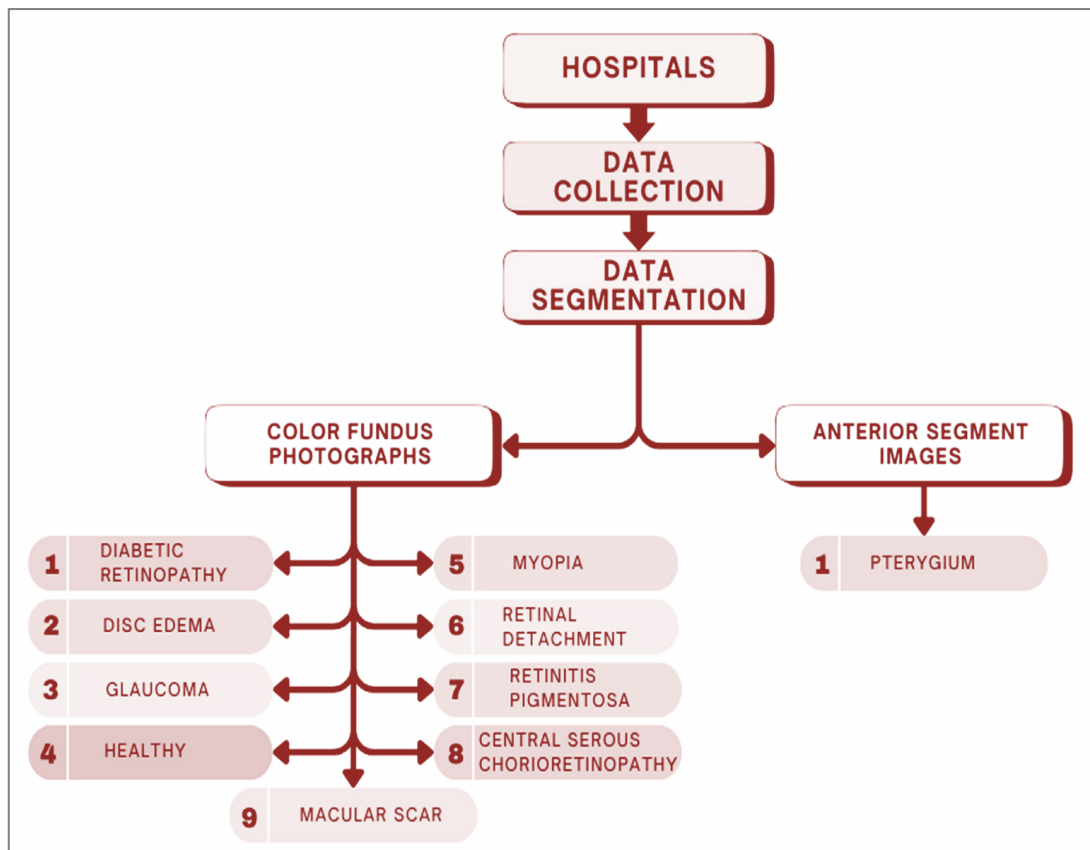 HOSPITALS
DATA
COLLECTION
DATA
SEGMENTATION
COLOR FUNDUS
PHOTOGRAPHS
ANTERIOR SEGMENT
IMAGES
1 DIABETIC
RETINOPATHY
2 DISC EDEMA
3 GLAUCOMA
4 HEALTHY
5 MYOPIA
6 RETINAL
DETACHMENT
7 RETINITIS
PIGMENTOSA
8 CENTRAL SEROUS
CHORIORETINOPATHY
9 MACULAR SCAR
1 PTERYGIUM